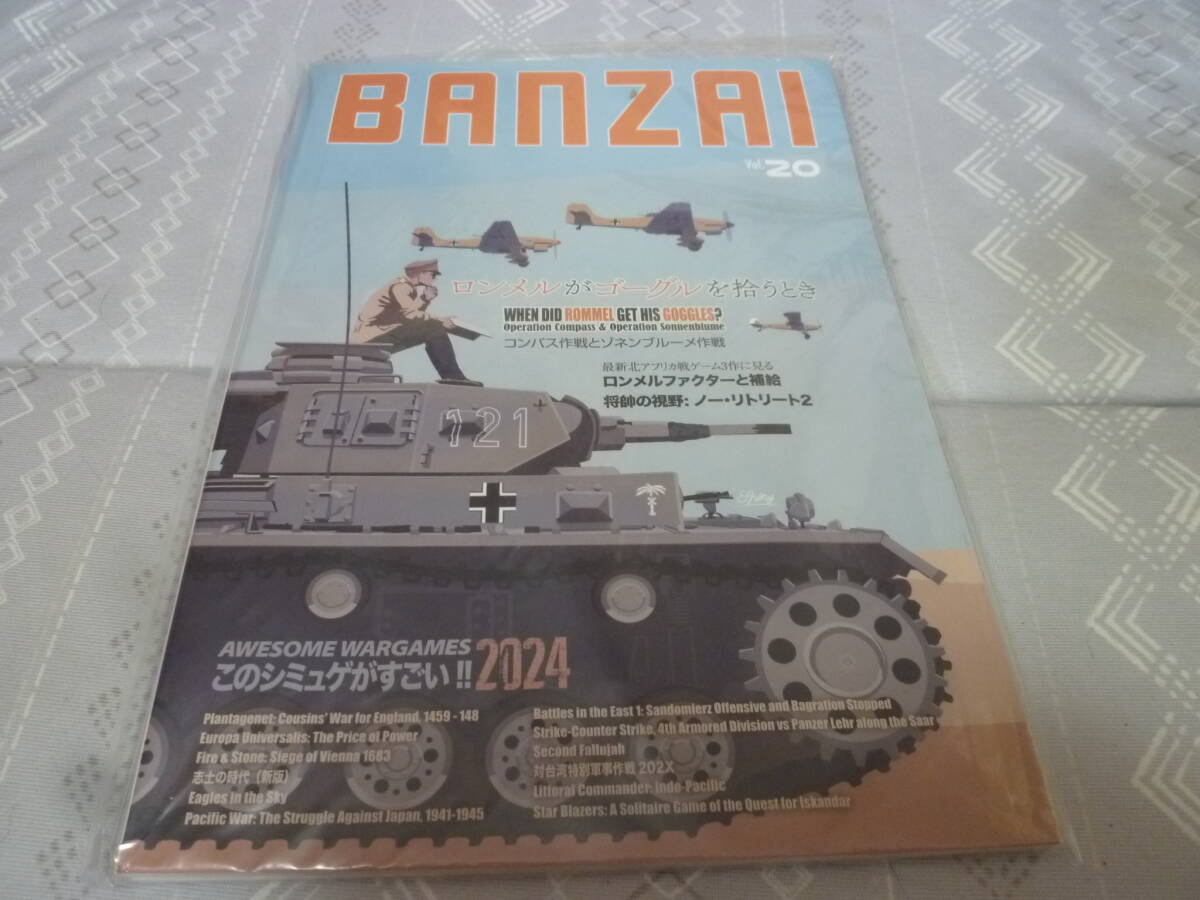 BANZAI
Vol. 20
ロンメルがゴーグルを拾うとき
WHEN DID ROMMEL GET HIS GOGGLES?
Operation Compass & Operation Sonnenblume
コンパス作戦とゾネンブルーメ作戦
最新北アフリカ戦ゲーム3作に見る
ロンメルファクターと補給
将帥の視野: ノー・リトリート2
121
AWESOME WARGAMES
このシミュゲがすごい!! 2024
Plantagenet: Cousins' War for England, 1459 - 148
Europa Universalis: The Price of Power
Fire & Stone: Siege of Vienna 1683
志士の時代 (新版)
Eagles in the Sky
Pacific War: The Struggle Against Japan, 1941-1945
Battles in the East 1: Sandomierz Offensive and Bagration Stopped
Strike-Counter Strike, 4th Armored Division vs Panzer Lehr along the Saar
Second Fallujah
対台湾特別軍事作戦 202X
Littoral Commander: Indo-Pacific
Star Blazers: A Solitaire Game of the Quest for Iskandar